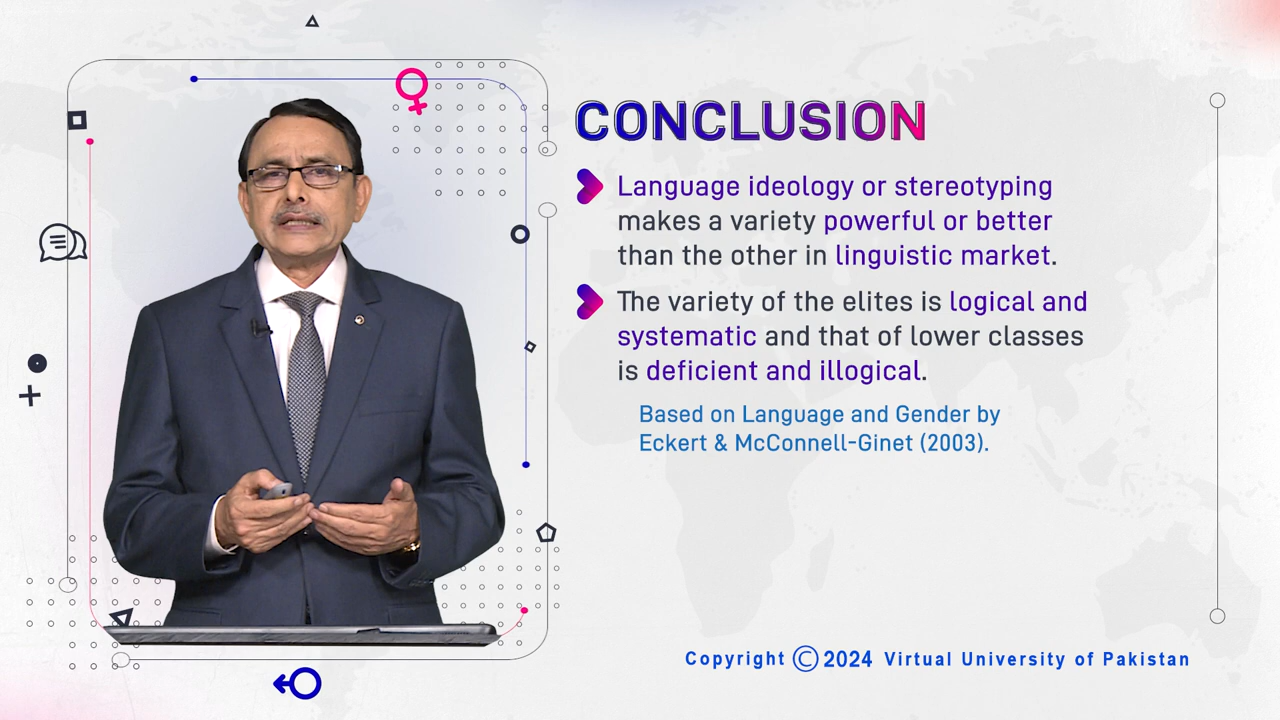 CONCLUSION
Language ideology or stereotyping
makes a variety powerful or better
than the other in linguistic market.
The variety of the elites is logical and
systematic and that of lower classes
is deficient and illogical.
Based on Language and Gender by
Eckert & McConnell-Ginet (2003).
Copyright © 2024 Virtual University of Pakistan